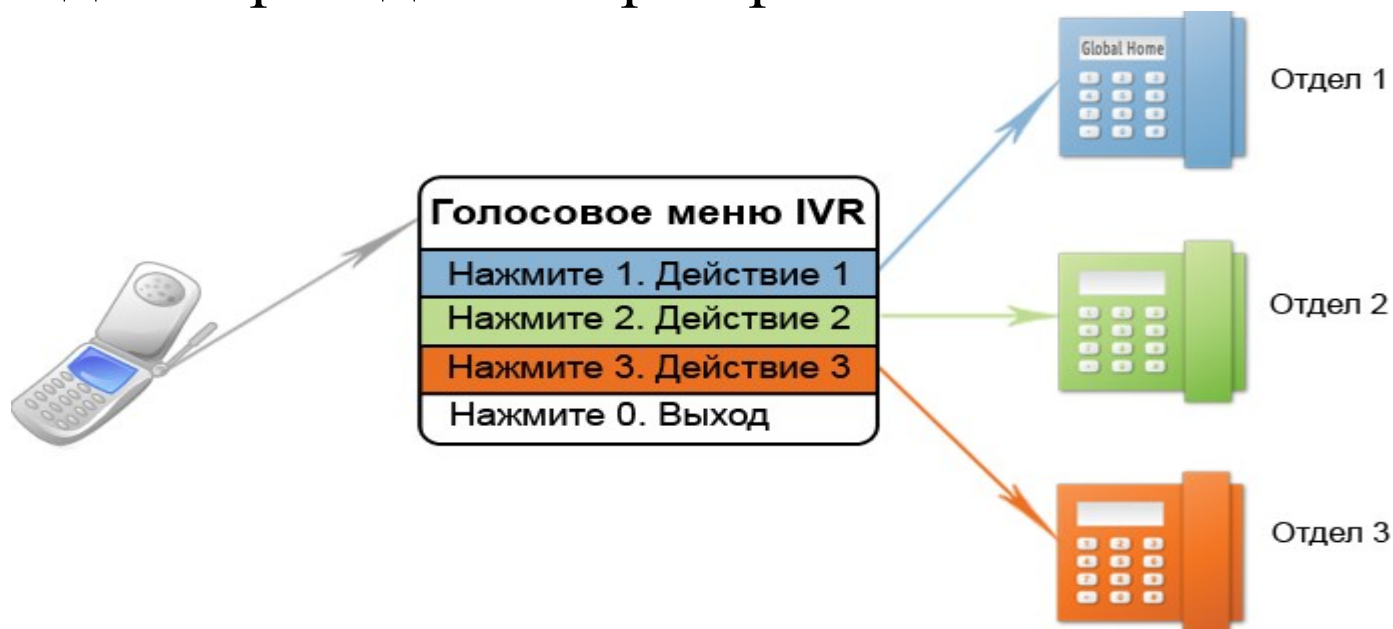 Global Home
Отдел 1
Голосовое меню IVR
Нажмите 1. Действие 1
Нажмите 2. Действие 2
Нажмите 3. Действие 3
Нажмите 0. Выход
Отдел 2
Отдел 3